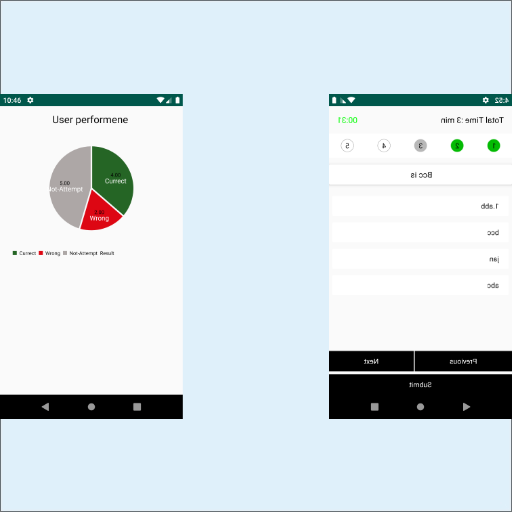 10:46
User performene
4.00
Currect
5.00
Not-Attempt
Wrong
Currect Wrong Not-Attempt Result
4:52
Total Time :3 min 00:21
1 2 3 4 5
Bcc is
1.abb
bcc
jan
abc
Previous Next
Submit